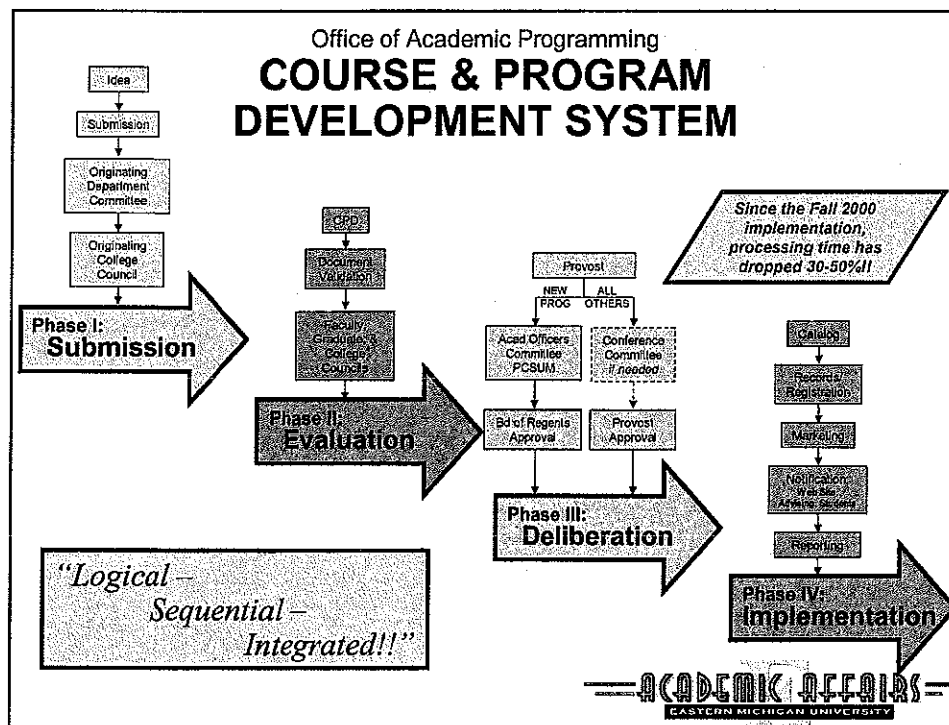 Office of Academic Programming
COURSE & PROGRAM
DEVELOPMENT SYSTEM
Idea
Submission
Originating
Department
Committee
Originating
College
Council
Phase I:
Submission
CPD
Document
Validation
Faculty,
Graduate, &
College
Councils
Phase II:
Evaluation
Provost
NEW
PROG
ALL
OTHERS
Acad Officers
Committee
PCSUM
Conference
Committee
if needed
Bd of Regents
Approval
Provost
Approval
Phase III:
Deliberation
Since the Fall 2000
implementation,
processing time has
dropped 30-50%!!
Catalog
Records/
Registration
Marketing
Notification
Website
Advising, Students
Reporting
Phase IV:
Implementation
“Logical –
Sequential –
Integrated!!”
ACADEMIC AFFAIRS
EASTERN MICHIGAN UNIVERSITY